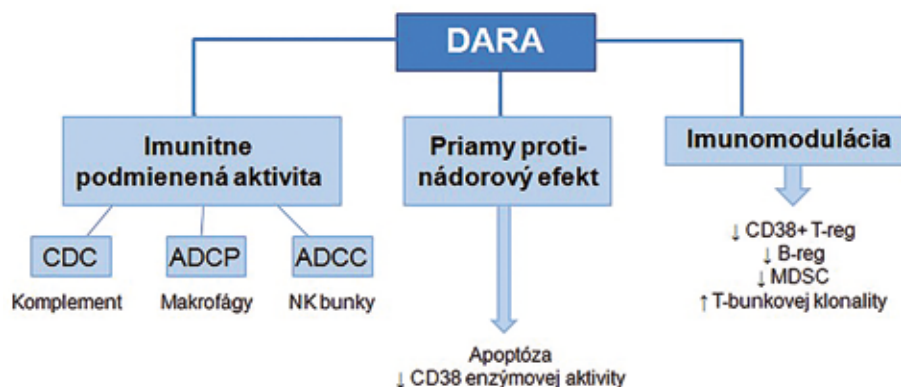 DARA
Imunitne
podmienená aktivita
CDC
Komplement
ADCP
Makrofágy
ADCC
NK bunky
Priamy proti-
nádorový efekt
Apoptóza
↓ CD38 enzýmovej aktivity
Imunomodulácia
↓ CD38+ T-reg
↓ B-reg
↓ MDSC
↑ T-bunkovej klonality